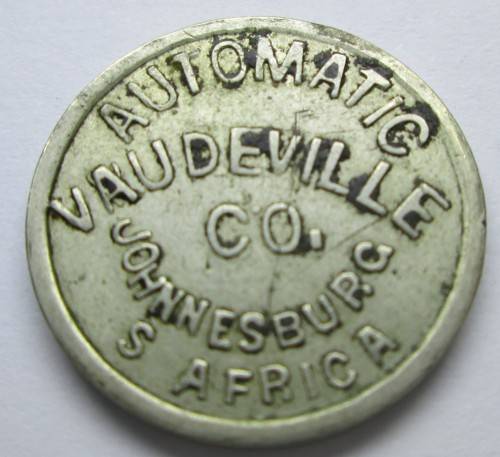 AUTOMATIC
VAUDEVILLE
CO.
JOHNNESBURG
S AFRICA